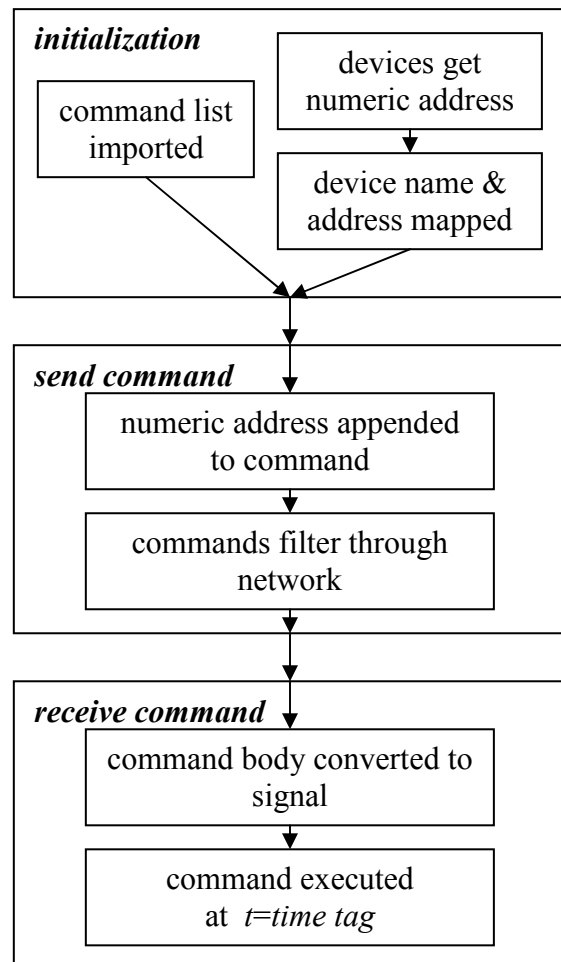 initialization
command list
imported
devices get
numeric address
device name &
address mapped
send command
numeric address appended
to command
commands filter through
network
receive command
command body converted to
signal
command executed
at t=time tag